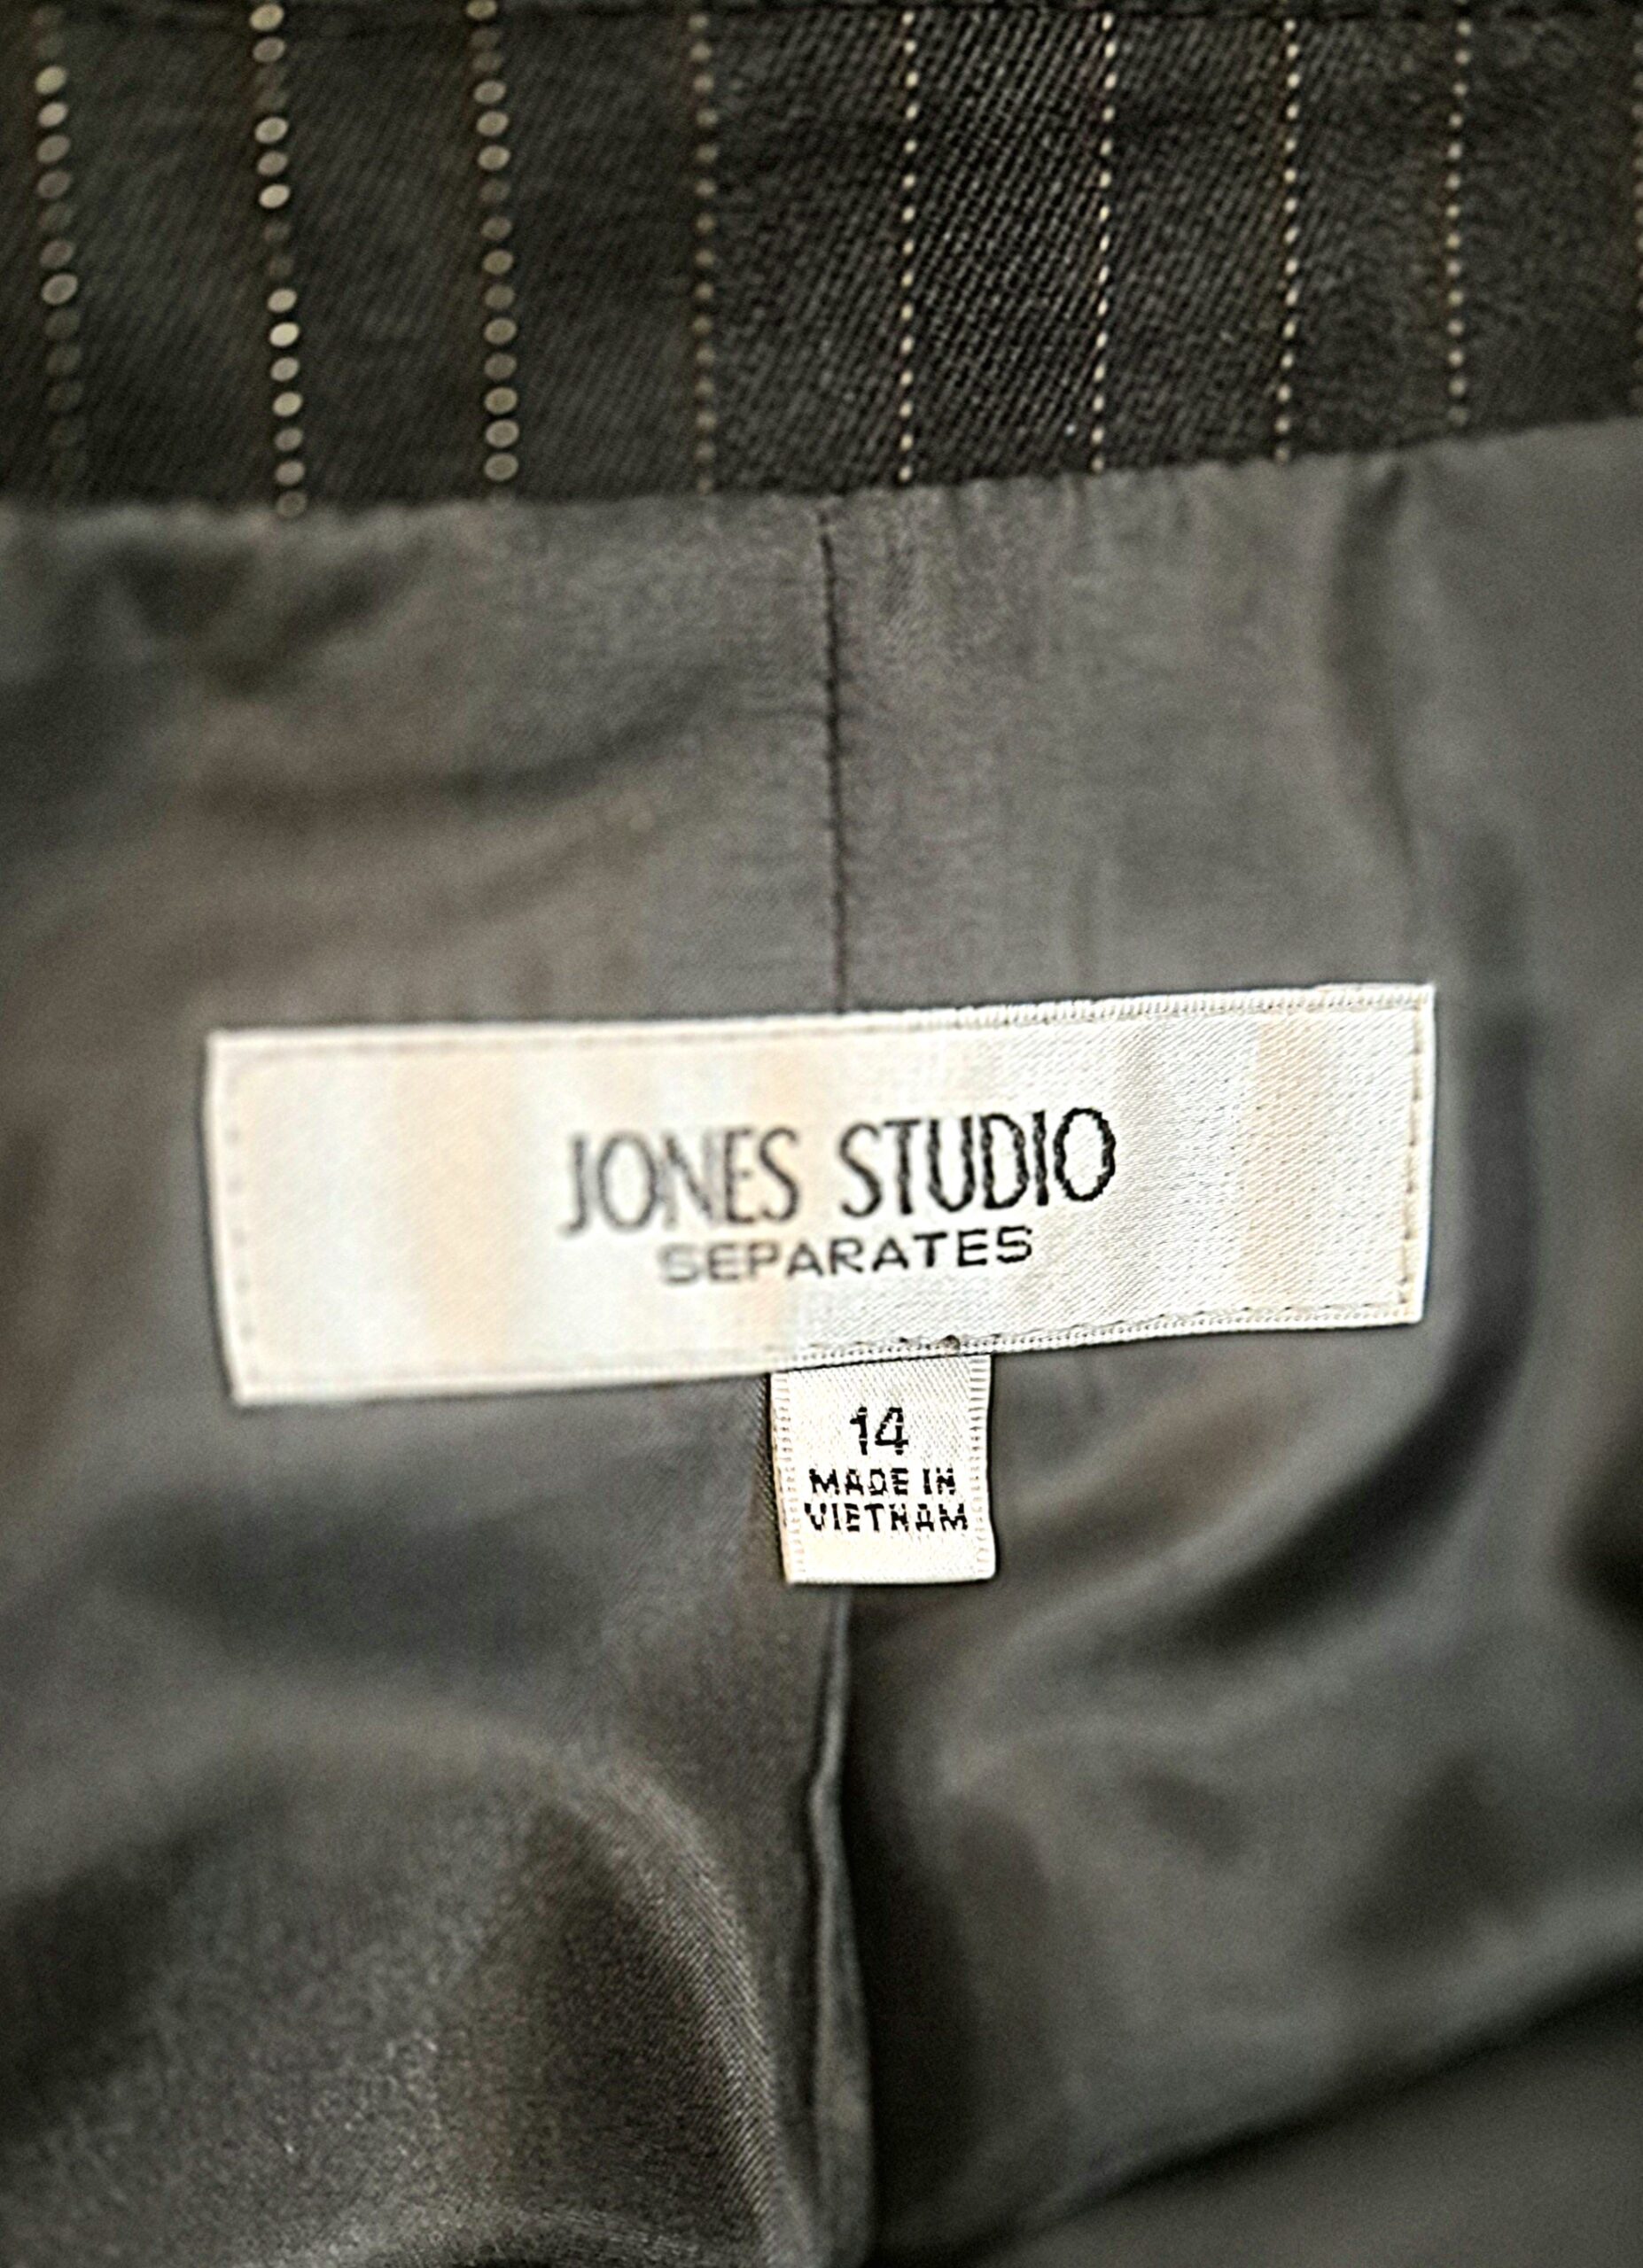 JONES STUDIO
SEPARATES
14
MADE IN
VIETNAM